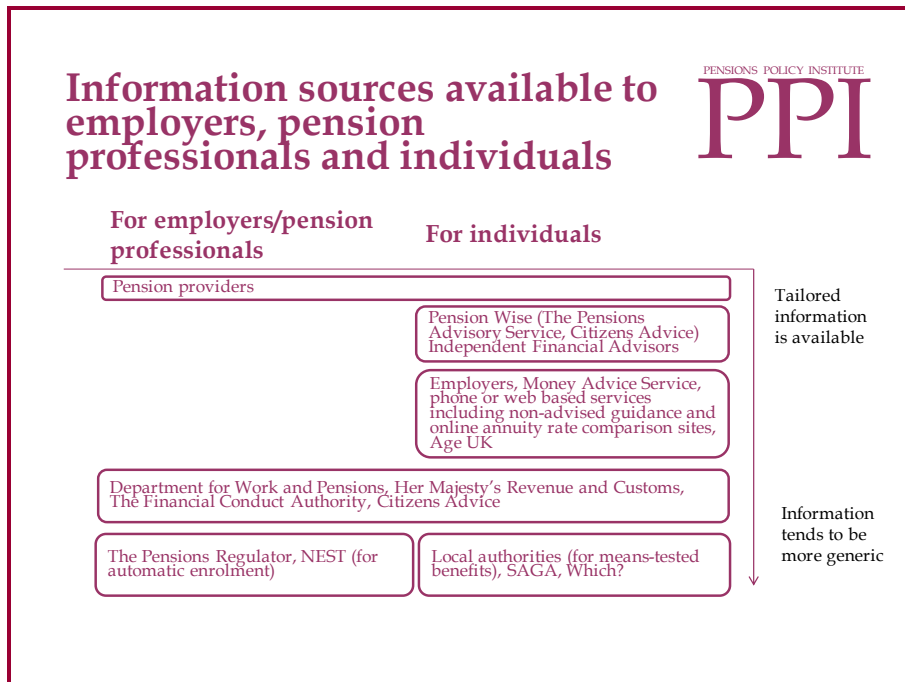 Information sources available to
employers, pension
professionals and individuals
PENSIONS POLICY INSTITUTE
PPI
For employers/pension
professionals
For individuals
Pension providers
Pension Wise (The Pensions
Advisory Service, Citizens Advice)
Independent Financial Advisors
Employers, Money Advice Service,
phone or web based services
including non-advised guidance and
online annuity rate comparison sites,
Age UK
Department for Work and Pensions, Her Majesty's Revenue and Customs,
The Financial Conduct Authority, Citizens Advice
The Pensions Regulator, NEST (for
automatic enrolment)
Local authorities (for means-tested
benefits), SAGA, Which?
Tailored
information
is available
Information
tends to be
more generic